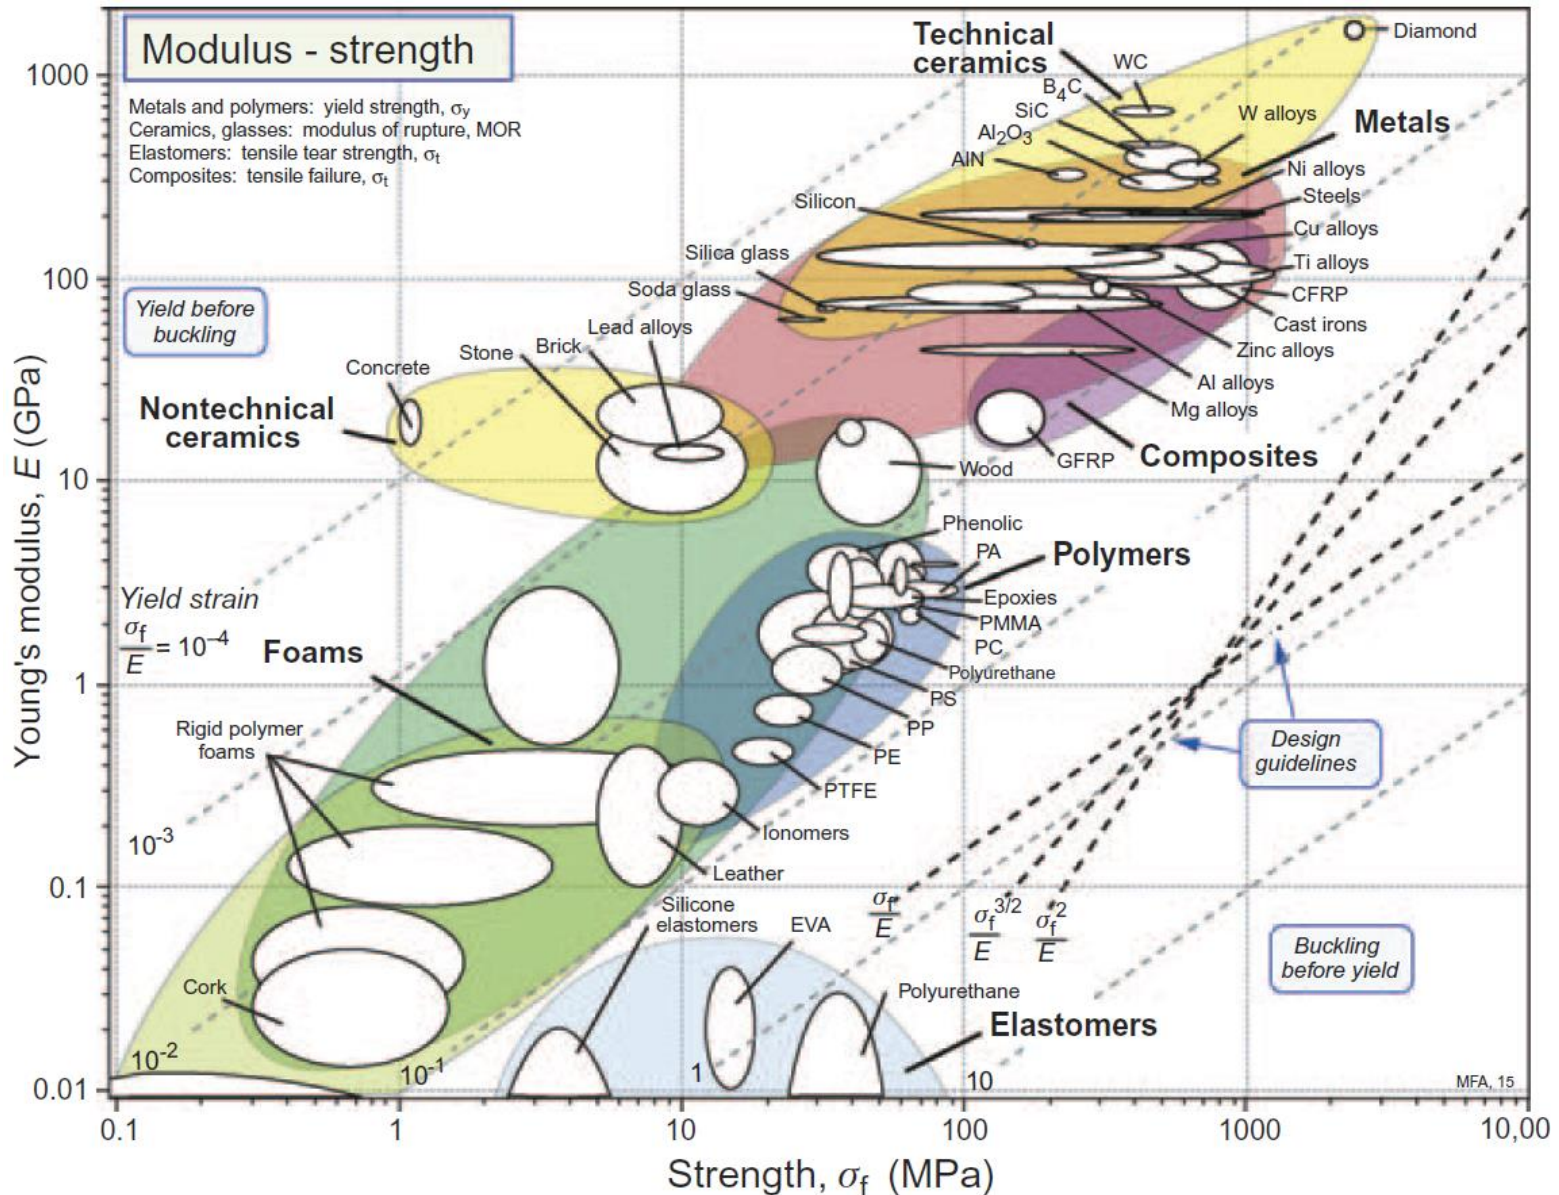 Modulus - strength
Metals and polymers: yield strength, σy
Ceramics, glasses: modulus of rupture, MOR
Elastomers: tensile tear strength, σt
Composites: tensile failure, σt
Technical
ceramics
Diamond
WC
B4C
SiC
Al2O3
AlN
W alloys
Metals
Ni alloys
Steels
Silicon
Cu alloys
Silica glass
Ti alloys
Soda glass
CFRP
Cast irons
Zinc alloys
Al alloys
Mg alloys
Yield before
buckling
Lead alloys
Brick
Stone
Concrete
Nontechnical
ceramics
GFRP
Composites
Wood
Phenolic
PA
Polymers
Epoxies
PMMA
PC
Polyurethane
PS
PP
PE
PTFE
Ionomers
Leather
Yield strain
σf/E = 10–4
Foams
Rigid polymer
foams
10-3
Design
guidelines
σf/E
σf3/2/E
σf2/E
Silicone
elastomers
EVA
Polyurethane
Elastomers
Buckling
before yield
Cork
10-2
10-1
1
10
MFA, 15
1000
100
10
1
0.1
0.01
Young's modulus, E (GPa)
0.1
1
10
100
1000
10,00
Strength, σf (MPa)